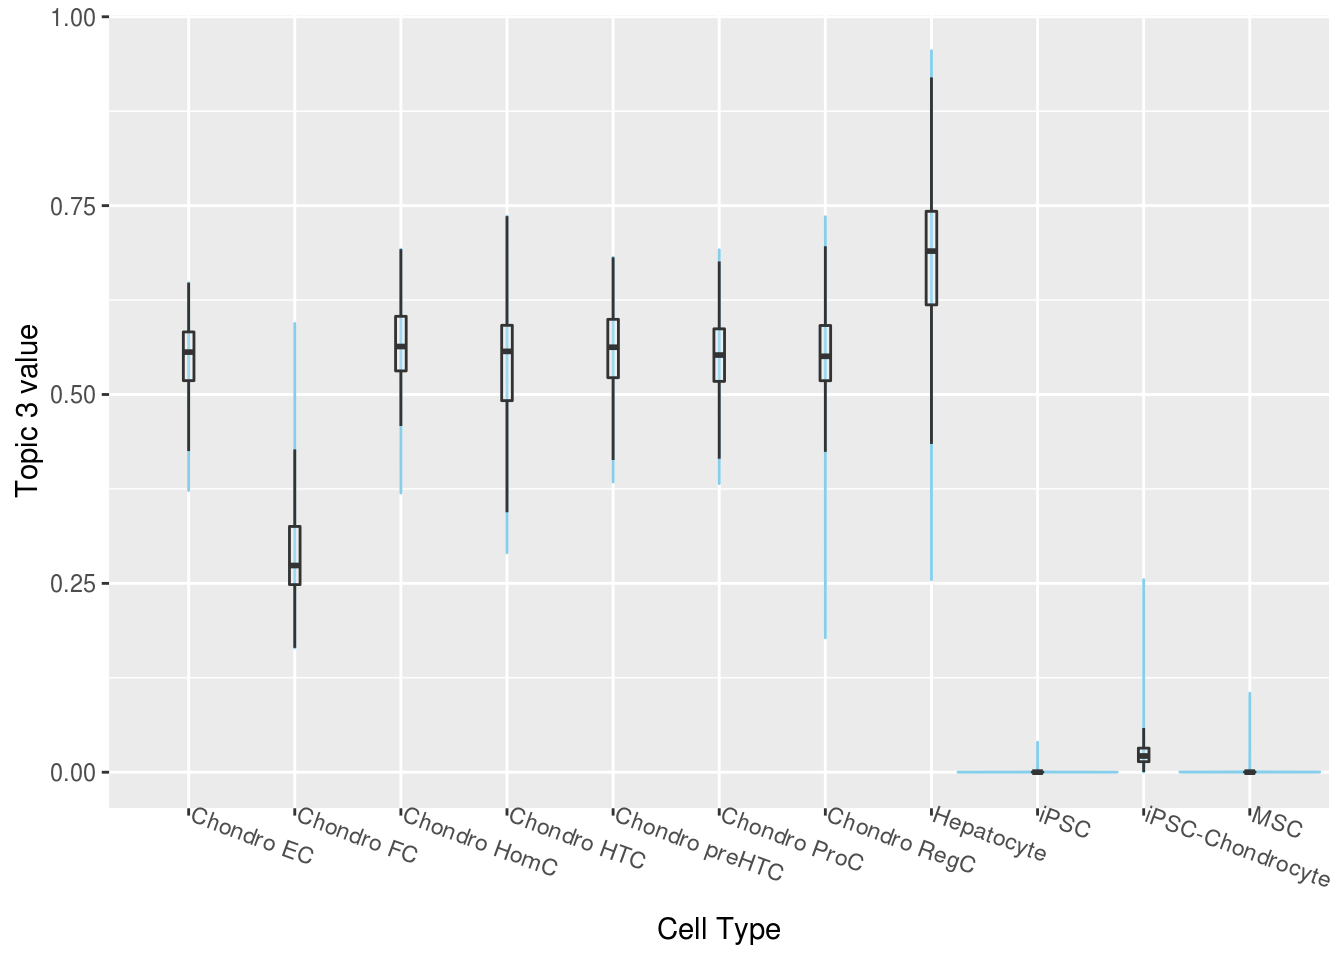 1.00
0.75
0.50
0.25
0.00
Topic 3 value
Chondro EC
Chondro FC
Chondro HomC
Chondro HTC
Chondro preHTC
Chondro ProC
Chondro RegC
Hepatocyte
iPSC
iPSC-Chondrocyte
MSC
Cell Type